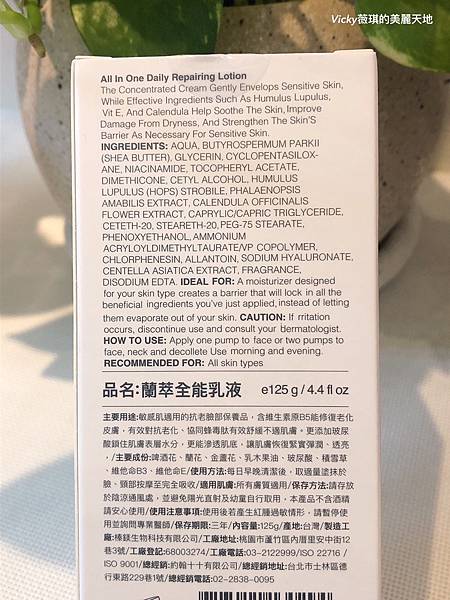 Vicky薇琪的美麗天地
All In One Daily Repairing Lotion
The Concentrated Cream Gently Envelops Sensitive Skin,
While Effective Ingredients Such As Humulus Lupulus,
Vit E, And Calendula Help Soothe The Skin, Improve
Damage From Dryness, And Strengthen The Skin'S
Barrier As Necessary For Sensitive Skin.
INGREDIENTS: AQUA, BUTYROSPERMUM PARKII
(SHEA BUTTER), GLYCERIN, CYCLOPENTASILOX-
ANE, NIACINAMIDE, TOCOPHERYL ACETATE,
DIMETHICONE, CETYL ALCOHOL, HUMULUS
LUPULUS (HOPS) STROBILE, PHALAENOPSIS
AMABILIS EXTRACT, CALENDULA OFFICINALIS
FLOWER EXTRACT, CAPRYLIC/CAPRIC TRIGLYCERIDE,
CETETH-20, STEARETH-20, PEG-75 STEARATE,
PHENOXYETHANOL, AMMONIUM
ACRYLOYLDIMETHYLTAURATE/VP COPOLYMER,
CHLORPHENESIN, ALLANTOIN, SODIUM HYALURONATE,
CENTELLA ASIATICA EXTRACT, FRAGRANCE,
DISODIUM EDTA. IDEAL FOR: A moisturizer designed
for your skin type creates a barrier that will lock in all the
beneficial ingredients you've just applied, instead of letting
them evaporate out of your skin. CAUTION: If irritation
occurs, discontinue use and consult your dermatologist.
HOW TO USE: Apply one pump to face or two pumps to
face, neck and decollete Use morning and evening.
RECOMMENDED FOR: All skin types
品名:蘭萃全能乳液 e125g / 4.4 fl oz
主要用途:敏感肌適用的抗老臉部保養品，含維生素原B5能修復老化
皮膚，有效對抗老化、協同蜂毒肽有效舒緩不適肌膚。更添加玻尿
酸鎖住肌膚表層水分，更能滲透肌底，讓肌膚恢復緊實彈潤、透亮
，/主要成份:啤酒花、蘭花、金盞花、乳木果油、玻尿酸、積雪草
、維他命B3、維他命E/使用方法:每日早晚清潔後，取適量塗抹於
臉、頸部按摩至完全吸收/適用肌膚:所有膚質適用/保存方法:請存放
於陰涼通風處，並避免陽光直射及幼童自行取用，本產品不含酒精
請安心使用/使用注意事項:使用後若產生紅腫過敏情形，請暫停使
用並詢問專業醫師/保存期限:三年/內容量:125g/產地:台灣/製造工
廠:榛鎂生物科技有限公司/工廠地址:桃園市蘆竹區內厝里安中街12
巷3號/工廠登記:68003274/工廠電話:03-2122999/ISO 22716 /
ISO 9001/總經銷:約翰十十有限公司/總經銷地址:台北市士林區德
行東路229巷1號/總經銷電話:02-2838-0095